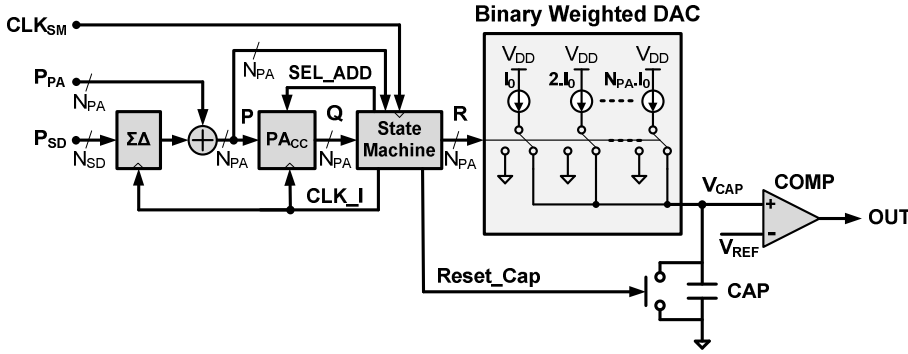 Binary Weighted DAC
CLK_SM
P_PA
N_PA
P_SD
N_SD
ΣΔ
N_PA
N_PA
SEL_ADD
P
PA_CC
Q
N_PA
State
Machine
R
N_PA
CLK_I
V_DD
V_DD
V_DD
I_0
2.I_0
N_PA.I_0
V_CAP
COMP
+
-
V_REF
OUT
Reset_Cap
CAP